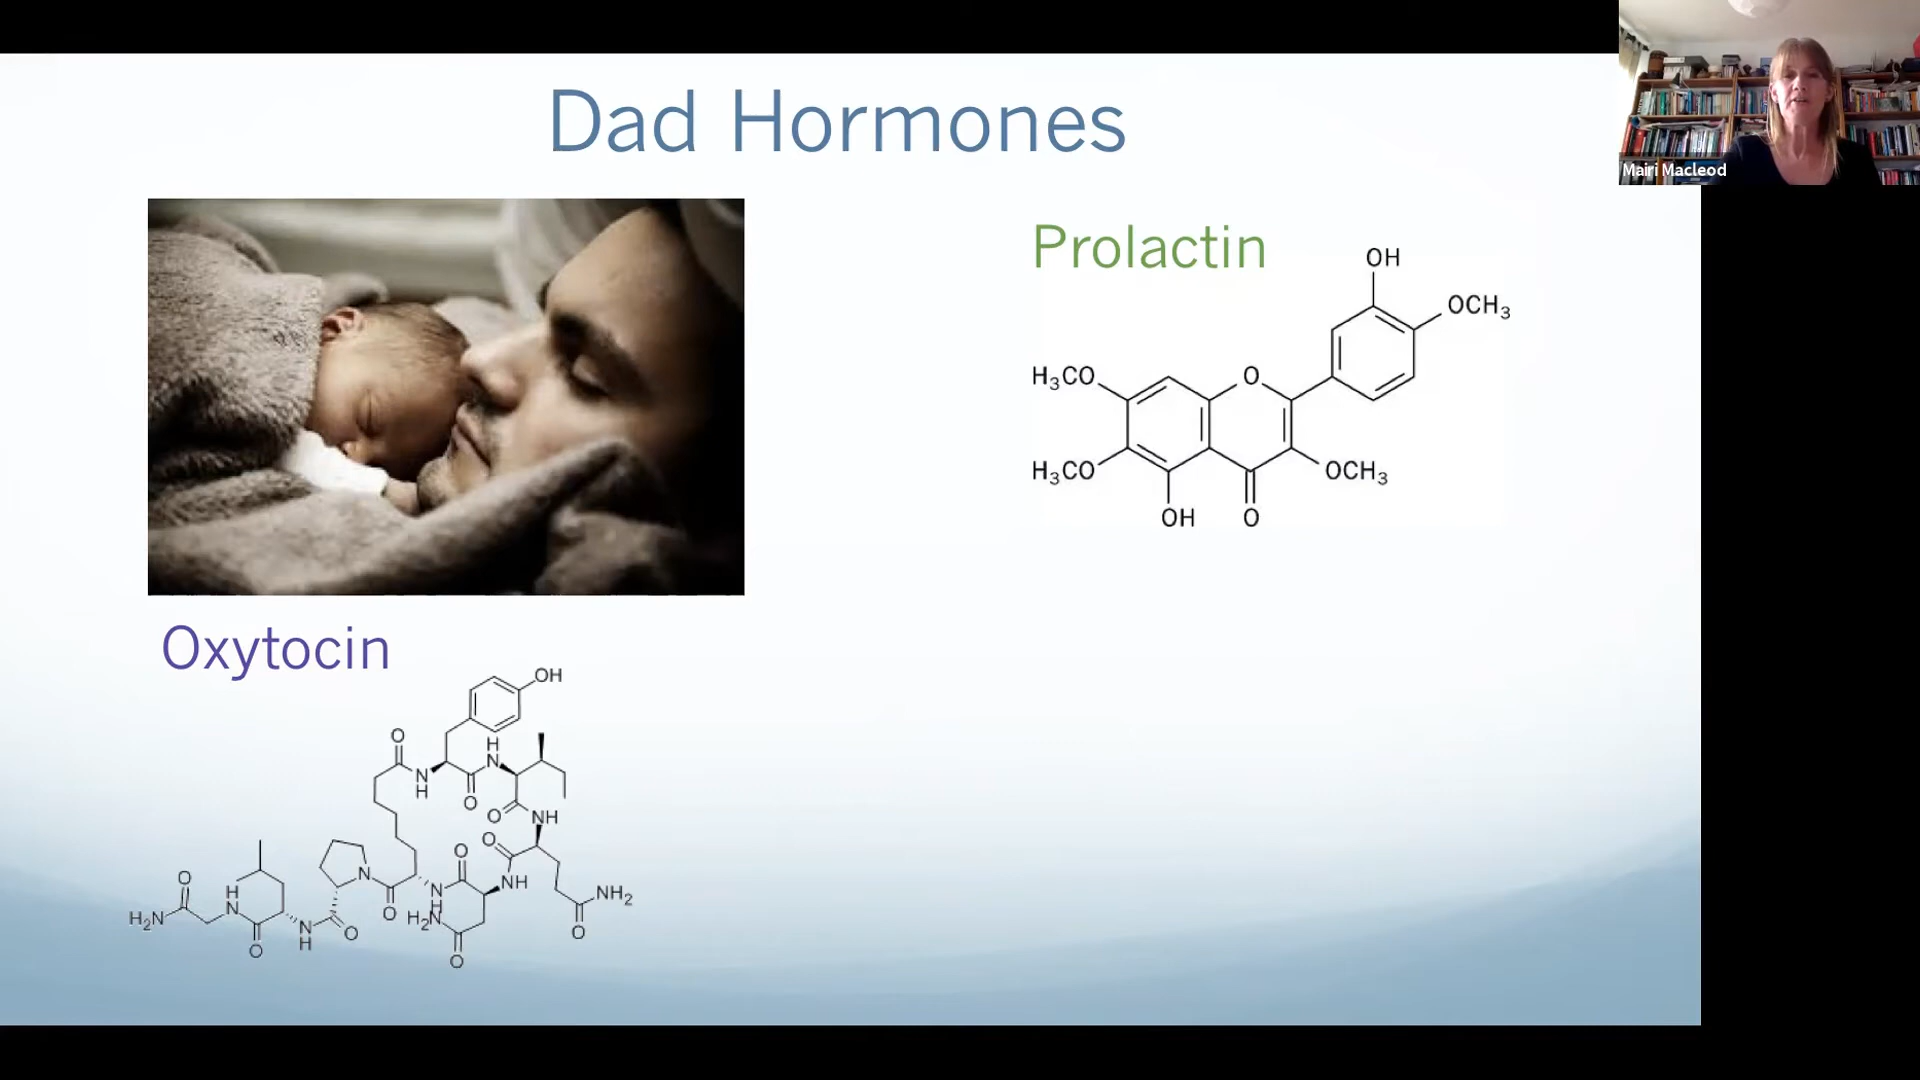 Dad Hormones
Mairi Macleod
Prolactin
OH
OCH3
H3CO
O
H3CO
OCH3
OH
O
Oxytocin
OH
O
H
N
N
H
O
O
NH
O
O
NH
NH2
O
N
O
N
H
H2N
O
O
H
N
O
H2N
O
N
H
O